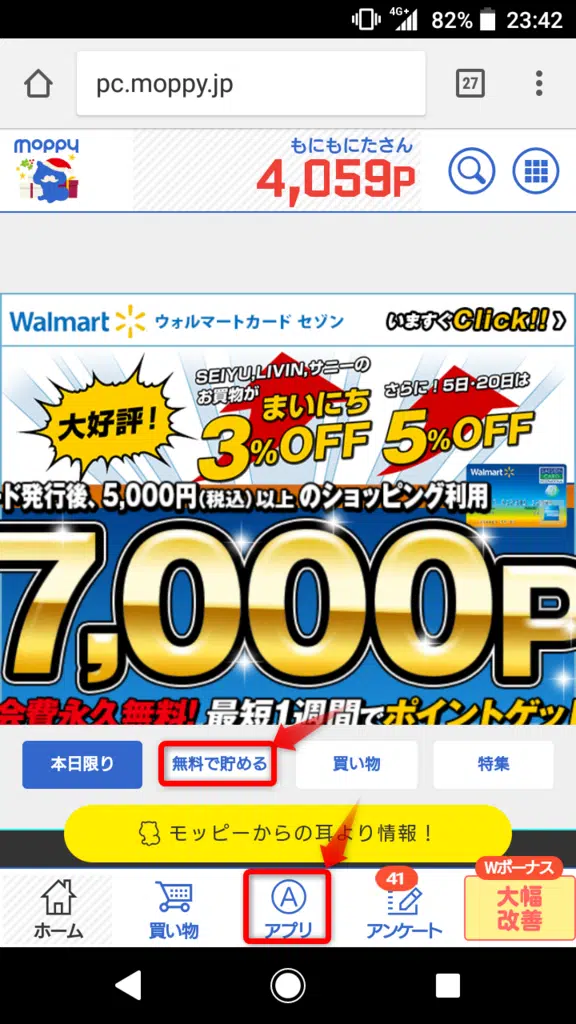 4G+ 82% 23:42
pc.moppy.jp
27
moppy
もにもにたさん
4,059P
Walmart ウォルマートカード セゾン いますぐClick!!
SEIYU,LIVIN,サニーの
お買物が まいにち さらに！5日・20日は
大好評！ 3%OFF 5%OFF
Walmart
ド発行後、5,000円(税込)以上のショッピング利用
7,000P
会費永久無料! 最短1週間でポイントゲッ
本日限り 無料で貯める 買い物 特集
モッピーからの耳より情報！
Wボーナス
41
A
大幅
改善
ホーム 買い物 アプリ アンケート